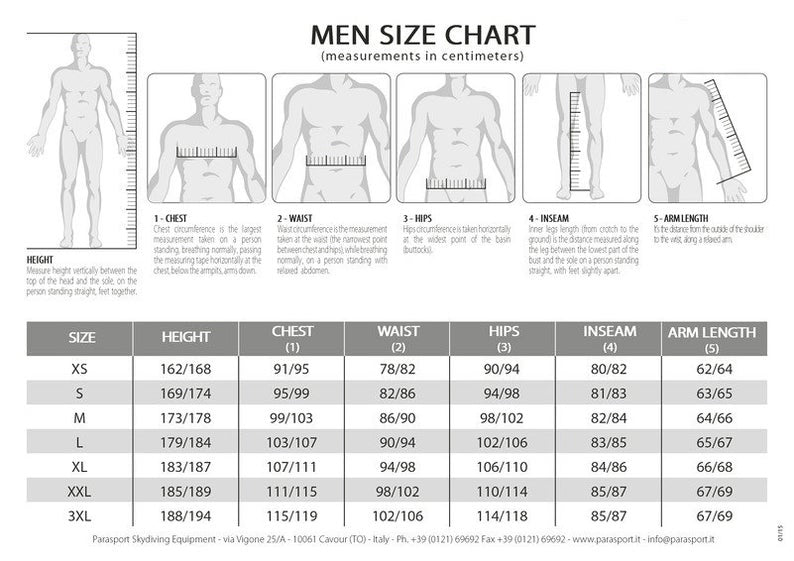 MEN SIZE CHART
(measurements in centimeters)
HEIGHT
Measure height vertically between the
top of the head and the sole, on the
person standing straight, feet together.
1 - CHEST
Chest circumference is the largest
measurement taken on a person
standing, breathing normally, passing
the measuring tape horizontally at the
chest, below the armpits, arms down.
2 - WAIST
Waist circumference is the measurement
taken at the waist (the narrowest point
between chest and hips), while breathing
normally, on a person standing with
relaxed abdomen.
3 - HIPS
Hips circumference is taken horizontally
at the widest point of the basin
(buttocks).
4 - INSEAM
Inner legs length (from crotch to the
ground) is the distance measured along
the leg between the lowest part of the
bust and the sole on a person standing
straight, with feet slightly apart.
5 - ARM LENGTH
It's the distance from the outside of the shoulder
to the wrist, along a relaxed arm.
SIZE HEIGHT CHEST (1) WAIST (2) HIPS (3) INSEAM (4) ARM LENGTH (5)
XS 162/168 91/95 78/82 90/94 80/82 62/64
S 169/174 95/99 82/86 94/98 81/83 63/65
M 173/178 99/103 86/90 98/102 82/84 64/66
L 179/184 103/107 90/94 102/106 83/85 65/67
XL 183/187 107/111 94/98 106/110 84/86 66/68
XXL 185/189 111/115 98/102 110/114 85/87 67/69
3XL 188/194 115/119 102/106 114/118 85/87 67/69
Parasport Skydiving Equipment - via Vigone 25/A - 10061 Cavour (TO) - Italy - Ph. +39 (0121) 69692 Fax +39 (0121) 69692 - www.parasport.it - info@parasport.it
01/15